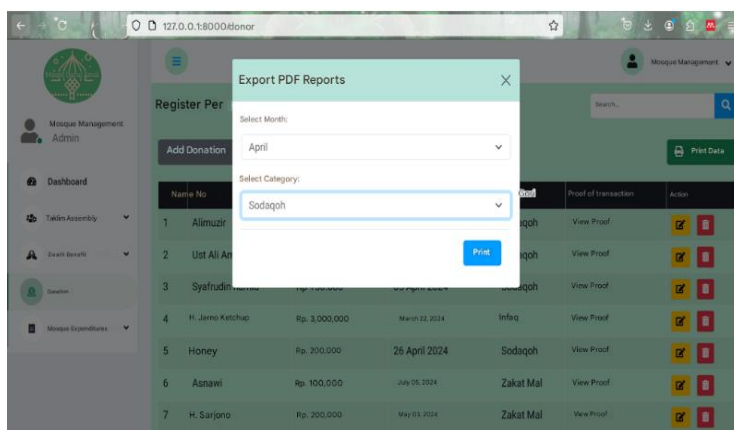 127.0.0.1:8000/donor
Mosque Management
Admin
Dashboard
Taklim Assembly
Death Benefit
Donation
Mosque Expenditures
Mosque Management
Register Per
Search...
Add Donation
Print Data
Export PDF Reports
Select Month:
April
Select Category:
Sodaqoh
Print
Name No Goal Proof of transaction Action
1 Alimuzir View Proof
2 Ust Ali View Proof
3 Syafrudin View Proof
4 H. Jerno Ketchup Rp. 3,000,000 March 22, 2024 Infaq View Proof
5 Honey Rp. 200,000 26 April 2024 Sodaqoh View Proof
6 Asnawi Rp. 100,000 July 05, 2024 Zakat Mal View Proof
7 H. Sarjono Rp. 200,000 May 03, 2024 Zakat Mal View Proof